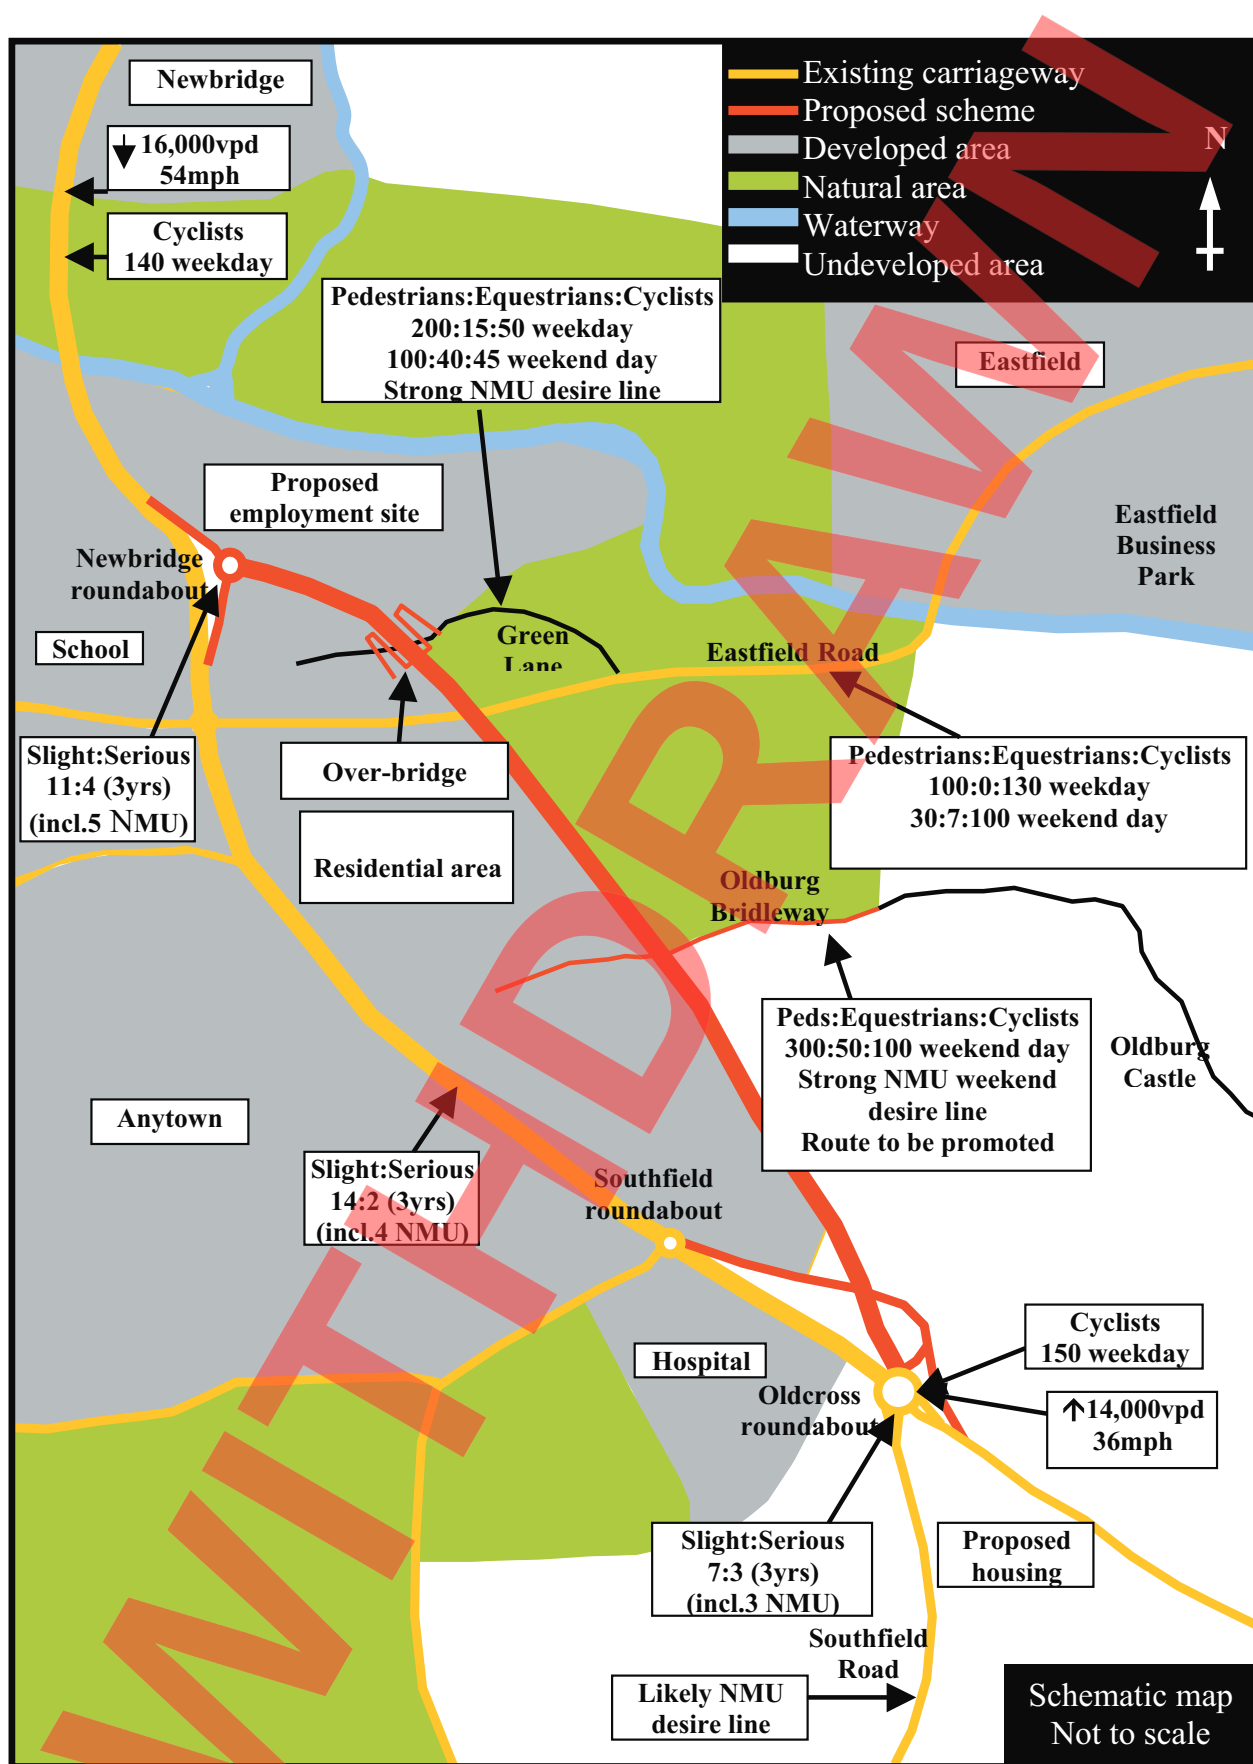 Newbridge
16,000vpd
54mph
Cyclists
140 weekday
Existing carriageway
Proposed scheme
Developed area
Natural area
Waterway
Undeveloped area
N
Pedestrians:Equestrians:Cyclists
200:15:50 weekday
100:40:45 weekend day
Strong NMU desire line
Eastfield
Proposed
employment site
Eastfield
Business
Park
Newbridge
roundabout
School
Green
Lane
Eastfield Road
Slight:Serious
11:4 (3yrs)
(incl.5 NMU)
Over-bridge
Pedestrians:Equestrians:Cyclists
100:0:130 weekday
30:7:100 weekend day
Residential area
Oldburg
Bridleway
Peds:Equestrians:Cyclists
300:50:100 weekend day
Strong NMU weekend
desire line
Route to be promoted
Oldburg
Castle
Anytown
Slight:Serious
14:2 (3yrs)
(incl.4 NMU)
Southfield
roundabout
Hospital
Cyclists
150 weekday
Oldcross
roundabout
14,000vpd
36mph
Slight:Serious
7:3 (3yrs)
(incl.3 NMU)
Proposed
housing
Southfield
Road
Likely NMU
desire line
Schematic map
Not to scale
WITHDRAWN